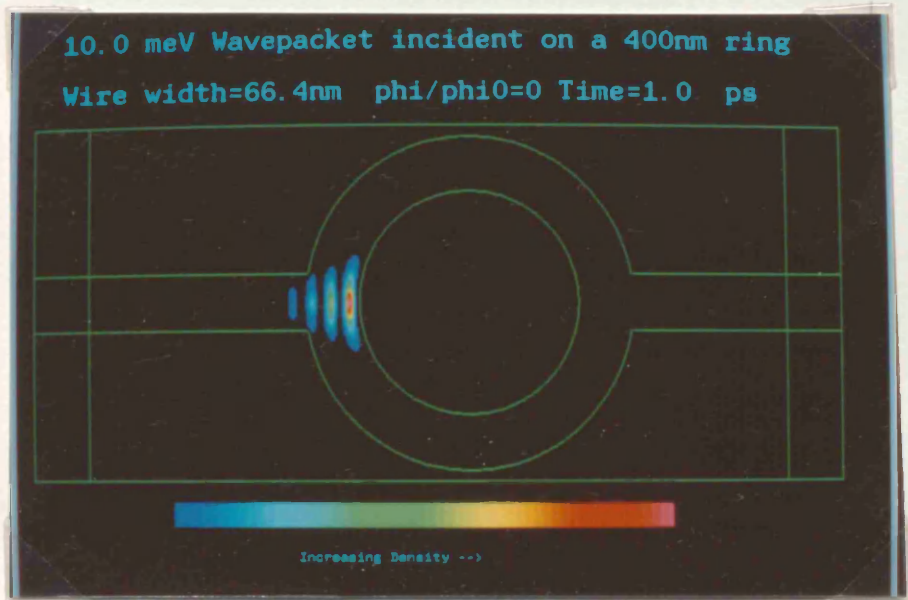 10.0 meV Wavepacket incident on a 400nm ring
Wire width=66.4nm phi/phi0=0 Time=1.0 ps
Increasing Density -->